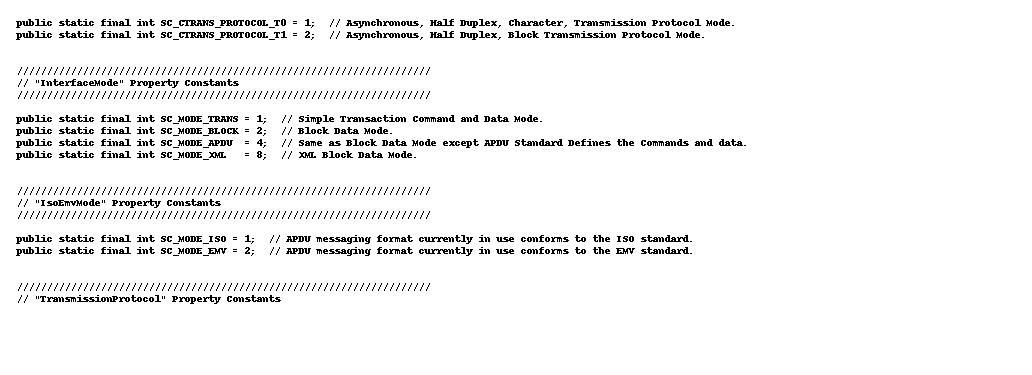 public static final int SC_CTRANS_PROTOCOL_T0 = 1;  // Asynchronous, Half Duplex, Character, Transmission Protocol Mode.
public static final int SC_CTRANS_PROTOCOL_T1 = 2;  // Asynchronous, Half Duplex, Block Transmission Protocol Mode.
/////////////////////////////////////////////////////////////////////
// "InterfaceMode" Property Constants
/////////////////////////////////////////////////////////////////////
public static final int SC_MODE_TRANS = 1;  // Simple Transaction Command and Data Mode.
public static final int SC_MODE_BLOCK = 2;  // Block Data Mode.
public static final int SC_MODE_APDU  = 4;  // Same as Block Data Mode except APDU Standard Defines the Commands and data.
public static final int SC_MODE_XML   = 8;  // XML Block Data Mode.
/////////////////////////////////////////////////////////////////////
// "IsoEmvMode" Property Constants
/////////////////////////////////////////////////////////////////////
public static final int SC_MODE_ISO = 1;  // APDU messaging format currently in use conforms to the ISO standard.
public static final int SC_MODE_EMV = 2;  // APDU messaging format currently in use conforms to the EMV standard.
/////////////////////////////////////////////////////////////////////
// "TransmissionProtocol" Property Constants